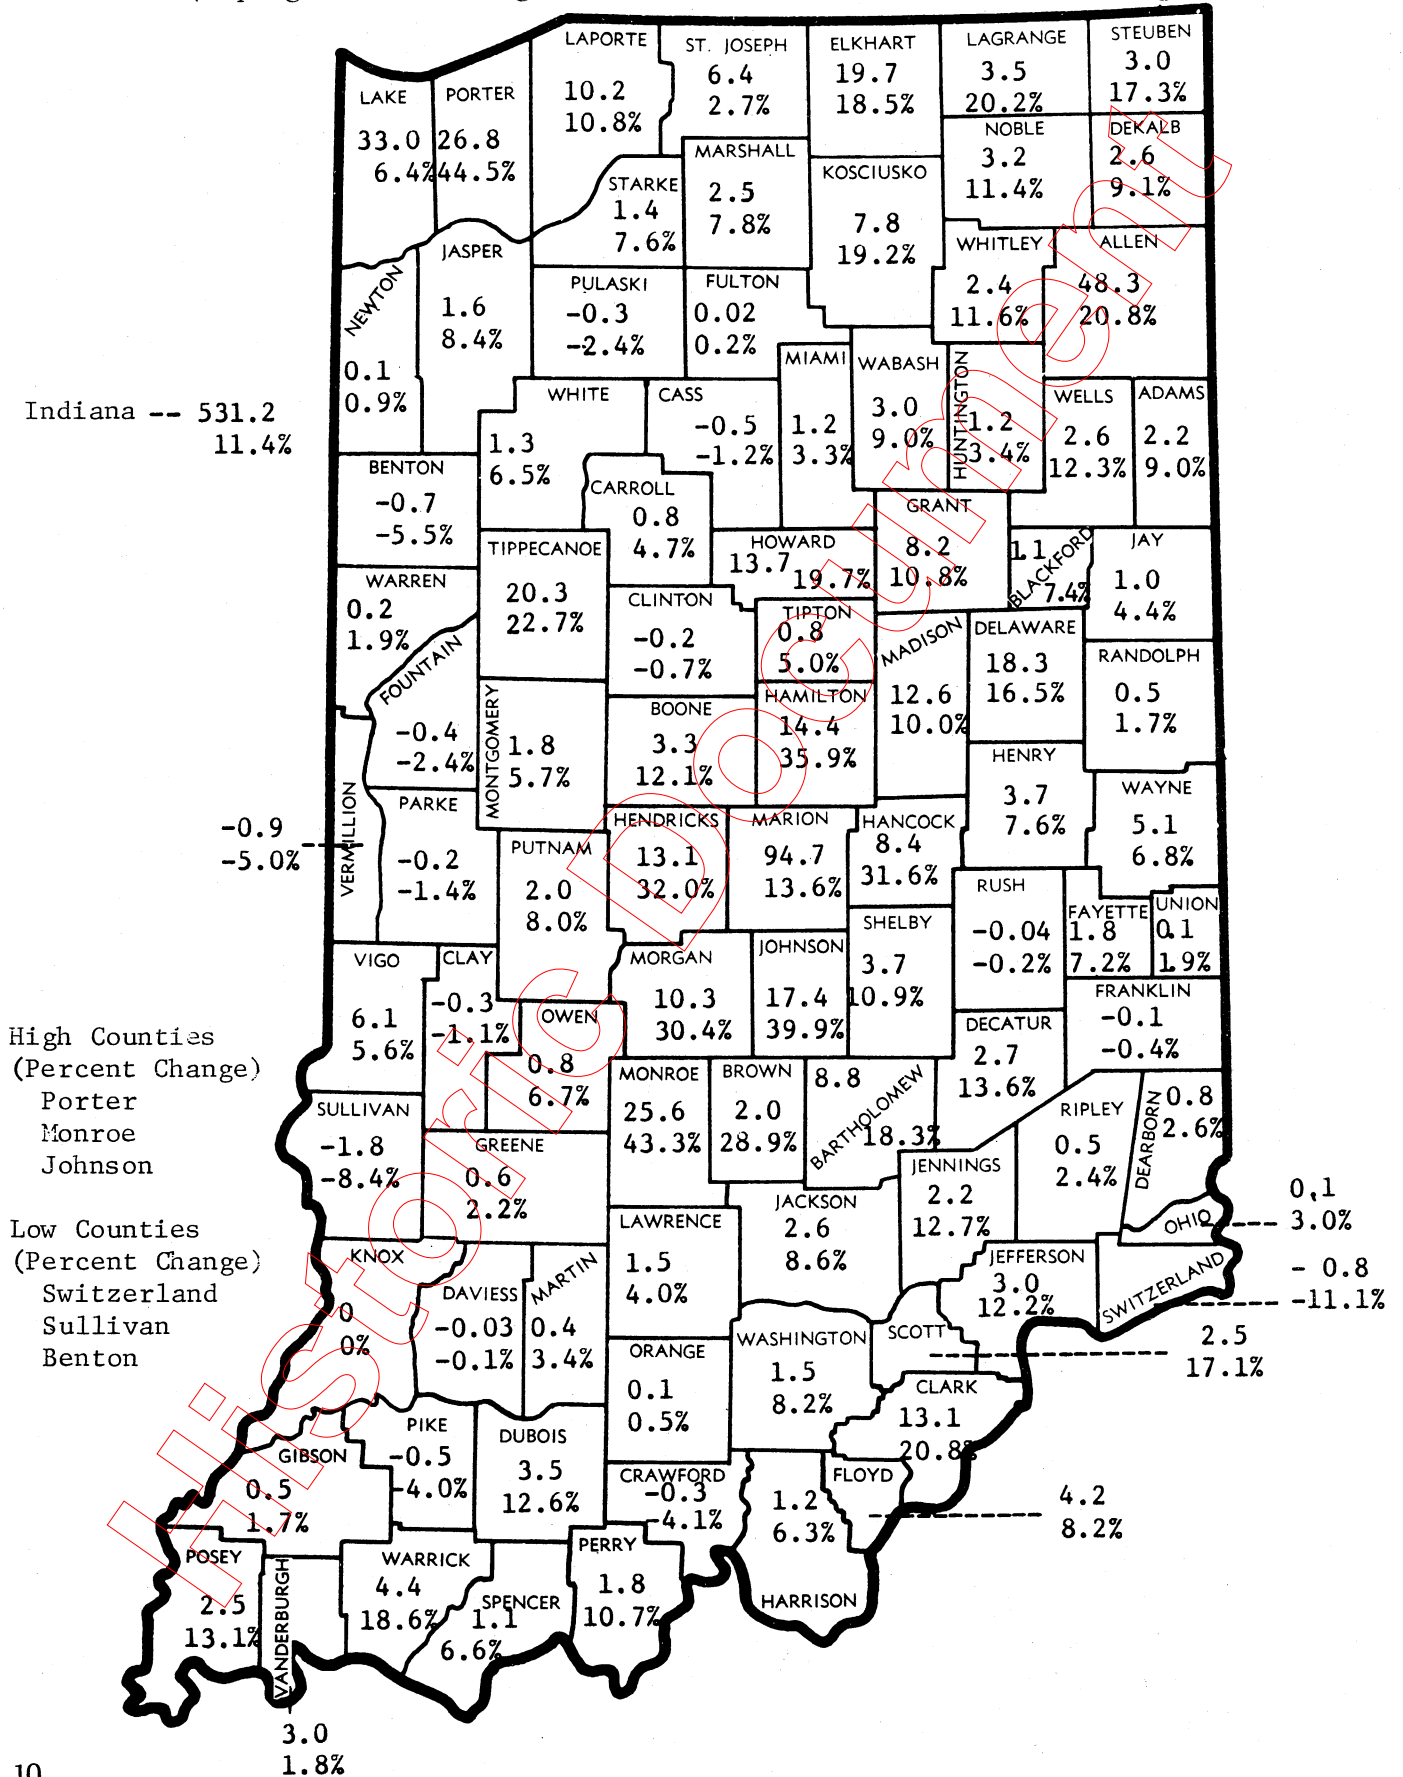 LAPORTE
10.2
10.8%
ST. JOSEPH
6.4
2.7%
ELKHART
19.7
18.5%
LAGRANGE
3.5
20.2%
STEUBEN
3.0
17.3%
LAKE
33.0
6.4%
PORTER
26.8
44.5%
NOBLE
3.2
11.4%
DEKALB
2.6
9.1%
MARSHALL
2.5
7.8%
KOSCIUSKO
7.8
19.2%
STARKE
1.4
7.6%
JASPER
1.6
8.4%
WHITLEY
2.4
11.6%
ALLEN
48.3
20.8%
NEWTON
0.1
0.9%
PULASKI
-0.3
-2.4%
FULTON
0.02
0.2%
MIAMI
1.2
3.3%
WABASH
3.0
9.0%
HUNTINGTON
1.2
3.4%
WELLS
2.6
12.3%
ADAMS
2.2
9.0%
Indiana -- 531.2
11.4%
WHITE
1.3
6.5%
CASS
-0.5
-1.2%
BENTON
-0.7
-5.5%
CARROLL
0.8
4.7%
GRANT
8.2
10.8%
TIPPECANOE
20.3
22.7%
HOWARD
13.7
19.7%
BLACKFORD
1.1
7.4%
JAY
1.0
4.4%
WARREN
0.2
1.9%
CLINTON
-0.2
-0.7%
TIPTON
0.8
5.0%
MADISON
12.6
10.0%
DELAWARE
18.3
16.5%
RANDOLPH
0.5
1.7%
FOUNTAIN
-0.4
-2.4%
MONTGOMERY
1.8
5.7%
BOONE
3.3
12.1%
HAMILTON
14.4
35.9%
HENRY
3.7
7.6%
WAYNE
5.1
6.8%
VERMILLION
-0.9
-5.0%
PARKE
-0.2
-1.4%
PUTNAM
2.0
8.0%
HENDRICKS
13.1
32.0%
MARION
94.7
13.6%
HANCOCK
8.4
31.6%
RUSH
-0.04
-0.2%
FAYETTE
1.8
7.2%
UNION
0.1
1.9%
SHELBY
3.7
10.9%
VIGO
6.1
5.6%
CLAY
-0.3
-1.1%
MORGAN
10.3
30.4%
JOHNSON
17.4
39.9%
FRANKLIN
-0.1
-0.4%
OWEN
0.8
6.7%
DECATUR
2.7
13.6%
High Counties
(Percent Change)
Porter
Monroe
Johnson
MONROE
25.6
43.3%
BROWN
2.0
28.9%
BARTHOLOMEW
8.8
18.3%
RIPLEY
0.5
2.4%
DEARBORN
0.8
2.6%
SULLIVAN
-1.8
-8.4%
GREENE
0.6
2.2%
JENNINGS
2.2
12.7%
OHIO
0.1
3.0%
Low Counties
(Percent Change)
Switzerland
Sullivan
Benton
JACKSON
2.6
8.6%
LAWRENCE
1.5
4.0%
KNOX
0
0%
DAVIESS
-0.03
-0.1%
MARTIN
0.4
3.4%
JEFFERSON
3.0
12.2%
SWITZERLAND
- 0.8
-11.1%
WASHINGTON
1.5
8.2%
SCOTT
2.5
17.1%
ORANGE
0.1
0.5%
CLARK
13.1
20.8%
GIBSON
0.5
1.7%
PIKE
-0.5
-4.0%
DUBOIS
3.5
12.6%
CRAWFORD
-0.3
-4.1%
FLOYD
4.2
8.2%
1.2
6.3%
HARRISON
POSEY
2.5
13.1%
VANDERBURGH
3.0
1.8%
WARRICK
4.4
18.6%
SPENCER
1.1
6.6%
PERRY
1.8
10.7%
10
Historic Document